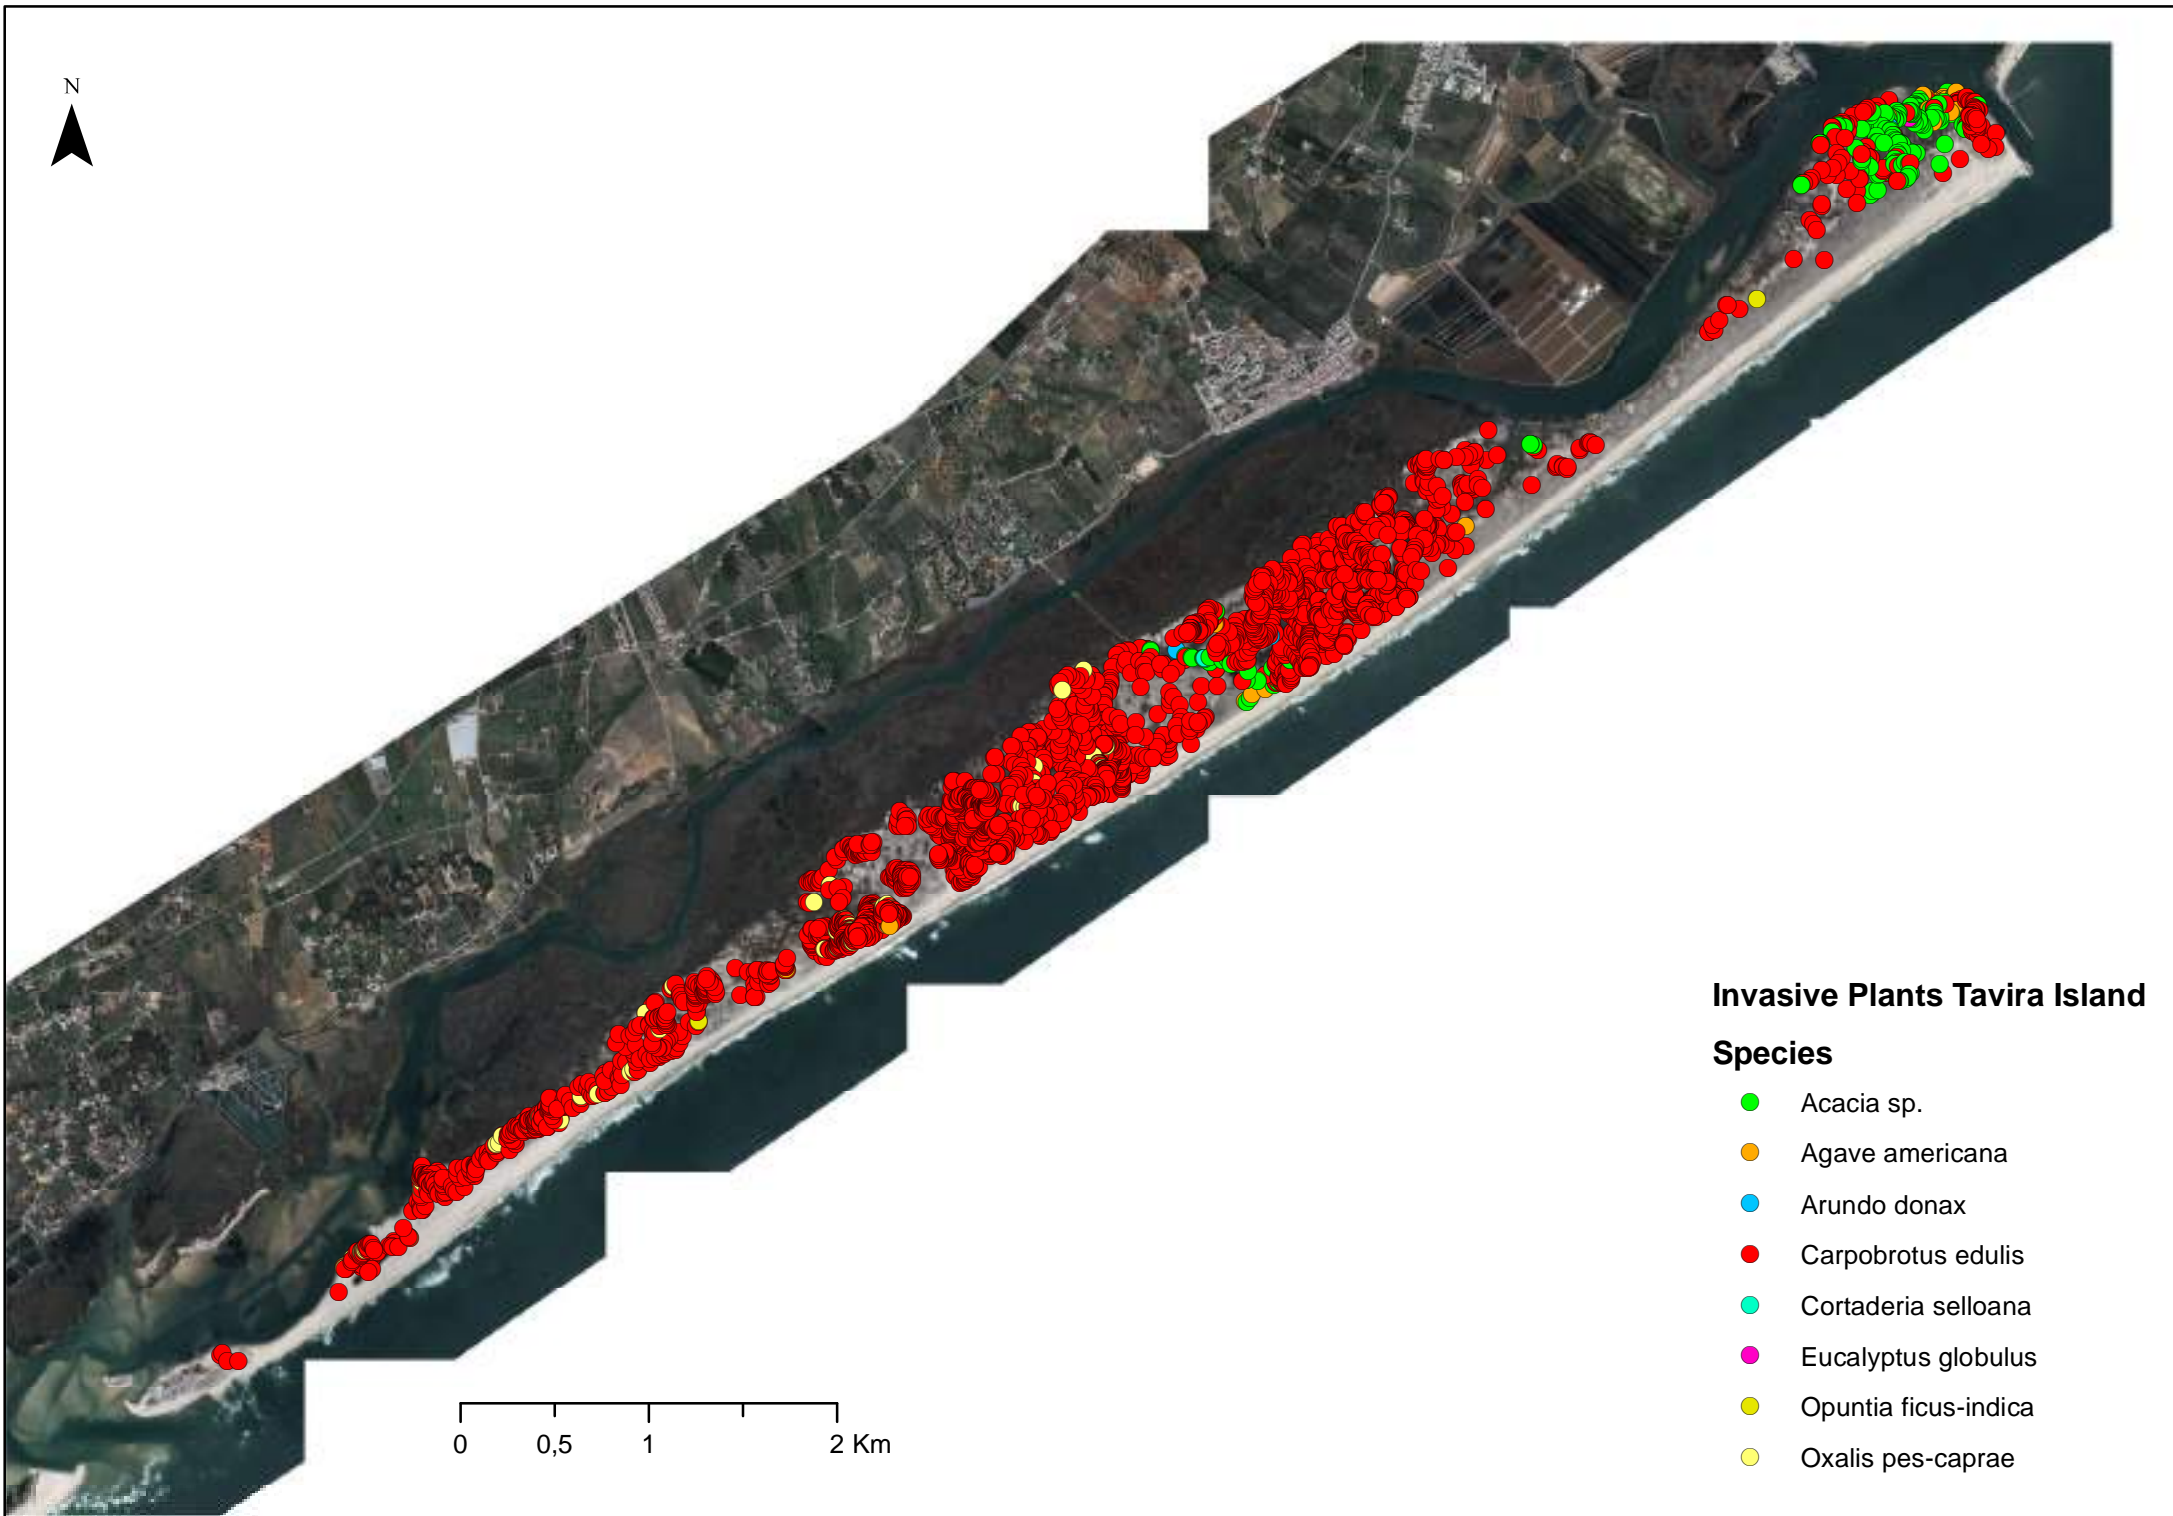 N
Invasive Plants Tavira Island
Species
Acacia sp.
Agave americana
Arundo donax
Carpobrotus edulis
Cortaderia selloana
Eucalyptus globulus
Opuntia ficus-indica
Oxalis pes-caprae
0 0,5 1 2 Km